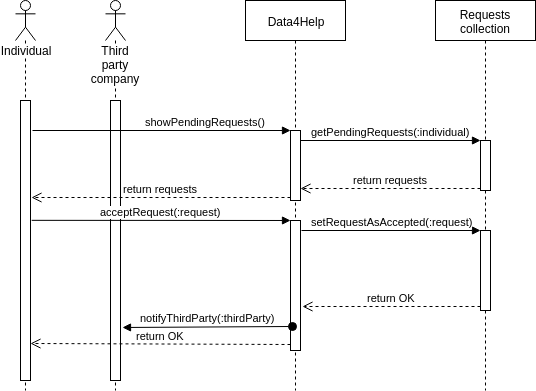 Individual
Third
party
company
Data4Help
Requests
collection
showPendingRequests()
getPendingRequests(:individual)
return requests
return requests
acceptRequest(:request)
setRequestAsAccepted(:request)
return OK
notifyThirdParty(:thirdParty)
return OK